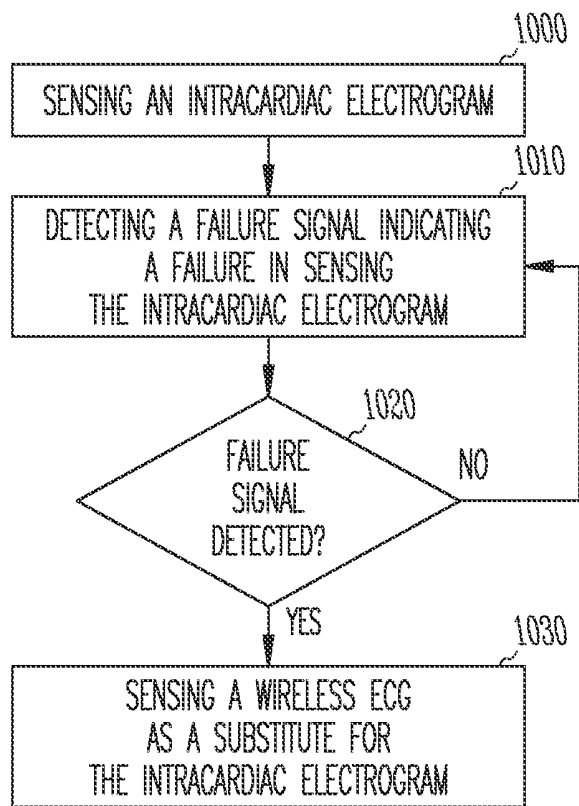 1000
SENSING AN INTRACARDIAC ELECTROGRAM
1010
DETECTING A FAILURE SIGNAL INDICATING
A FAILURE IN SENSING
THE INTRACARDIAC ELECTROGRAM
1020
FAILURE
SIGNAL
DETECTED?
NO
YES
1030
SENSING A WIRELESS ECG
AS A SUBSTITUTE FOR
THE INTRACARDIAC ELECTROGRAM